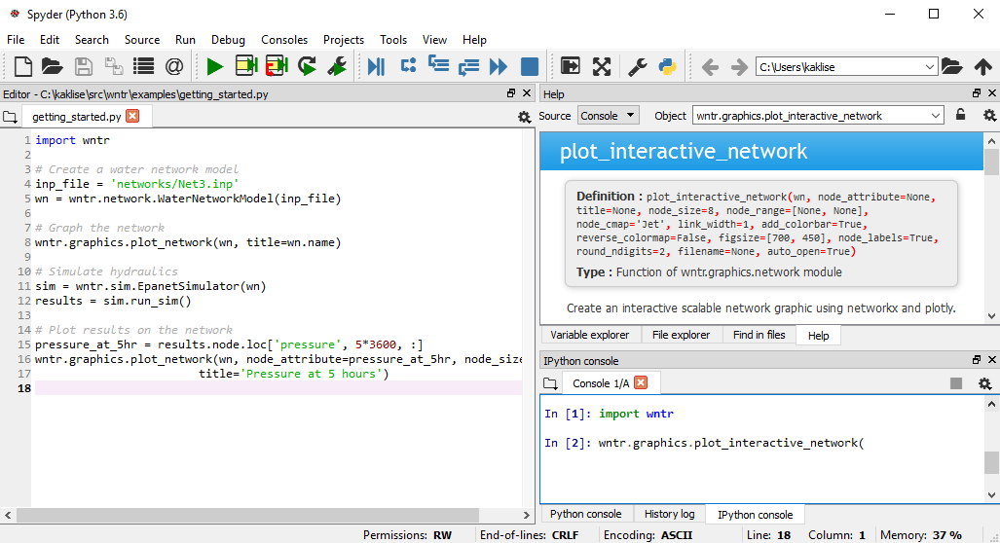 Spyder (Python 3.6)
File Edit Search Source Run Debug Consoles Projects Tools View Help
C:\Users\kaklise
Editor - C:\kaklise\src\wntr\examples\getting_started.py
getting_started.py
1 import wntr
2
3 # Create a water network model
4 inp_file = 'networks/Net3.inp'
5 wn = wntr.network.WaterNetworkModel(inp_file)
6
7 # Graph the network
8 wntr.graphics.plot_network(wn, title=wn.name)
9
10 # Simulate hydraulics
11 sim = wntr.sim.EpanetSimulator(wn)
12 results = sim.run_sim()
13
14 # Plot results on the network
15 pressure_at_5hr = results.node.loc['pressure', 5*3600, :]
16 wntr.graphics.plot_network(wn, node_attribute=pressure_at_5hr, node_size
17 title='Pressure at 5 hours')
18
Help
Source Console Object wntr.graphics.plot_interactive_network
plot_interactive_network
Definition : plot_interactive_network(wn, node_attribute=None,
title=None, node_size=8, node_range=[None, None],
node_cmap='Jet', link_width=1, add_colorbar=True,
reverse_colormap=False, figsize=[700, 450], node_labels=True,
round_ndigits=2, filename=None, auto_open=True)
Type : Function of wntr.graphics.network module
Create an interactive scalable network graphic using networkx and plotly.
Variable explorer File explorer Find in files Help
IPython console
Console 1/A
In [1]: import wntr
In [2]: wntr.graphics.plot_interactive_network(
Python console History log IPython console
Permissions: RW End-of-lines: CRLF Encoding: ASCII Line: 18 Column: 1 Memory: 37 %